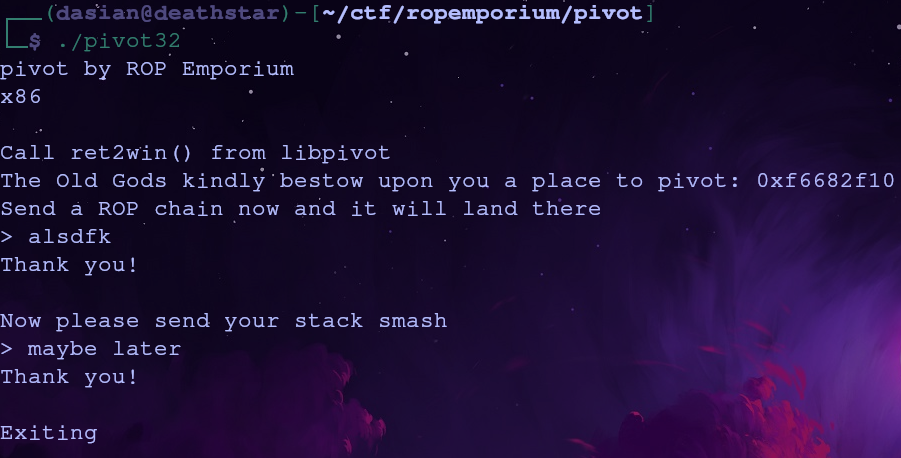 (dasian@deathstar)-[~/ctf/ropemporium/pivot]
$ ./pivot32
pivot by ROP Emporium
x86
Call ret2win() from libpivot
The Old Gods kindly bestow upon you a place to pivot: 0xf6682f10
Send a ROP chain now and it will land there
> alsdfk
Thank you!
Now please send your stack smash
> maybe later
Thank you!
Exiting